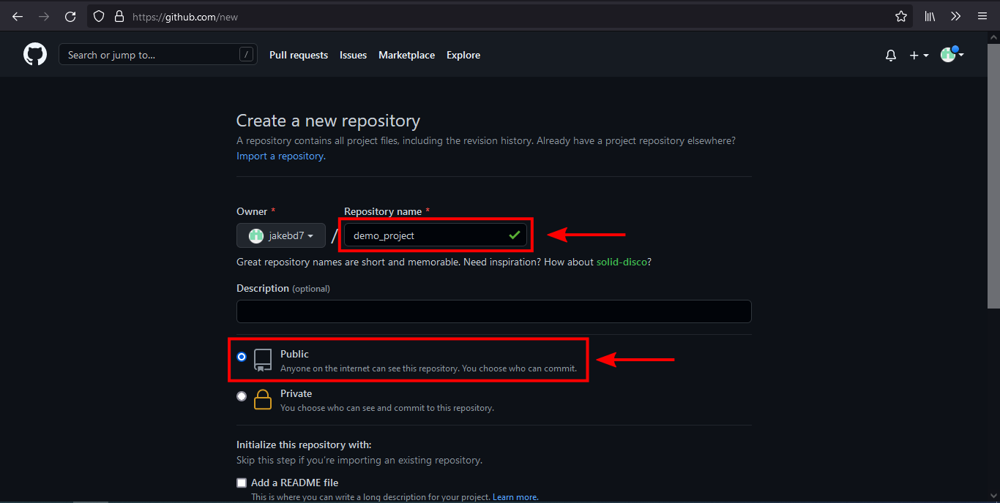 https://github.com/new
Search or jump to... /
Pull requests Issues Marketplace Explore
Create a new repository
A repository contains all project files, including the revision history. Already have a project repository elsewhere?
Import a repository.
Owner * Repository name *
jakebd7 / demo_project
Great repository names are short and memorable. Need inspiration? How about solid-disco?
Description (optional)
Public
Anyone on the internet can see this repository. You choose who can commit.
Private
You choose who can see and commit to this repository.
Initialize this repository with:
Skip this step if you're importing an existing repository.
Add a README file
This is where you can write a long description for your project. Learn more.